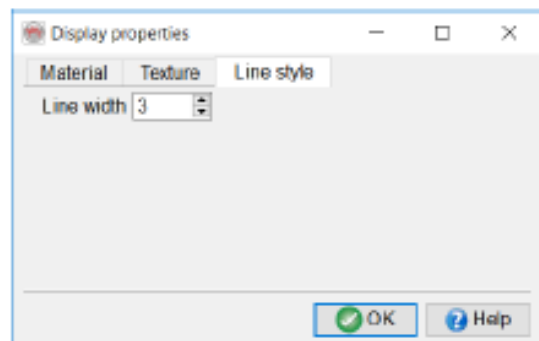 Display properties
Material Texture Line style
Line width 3
OK Help